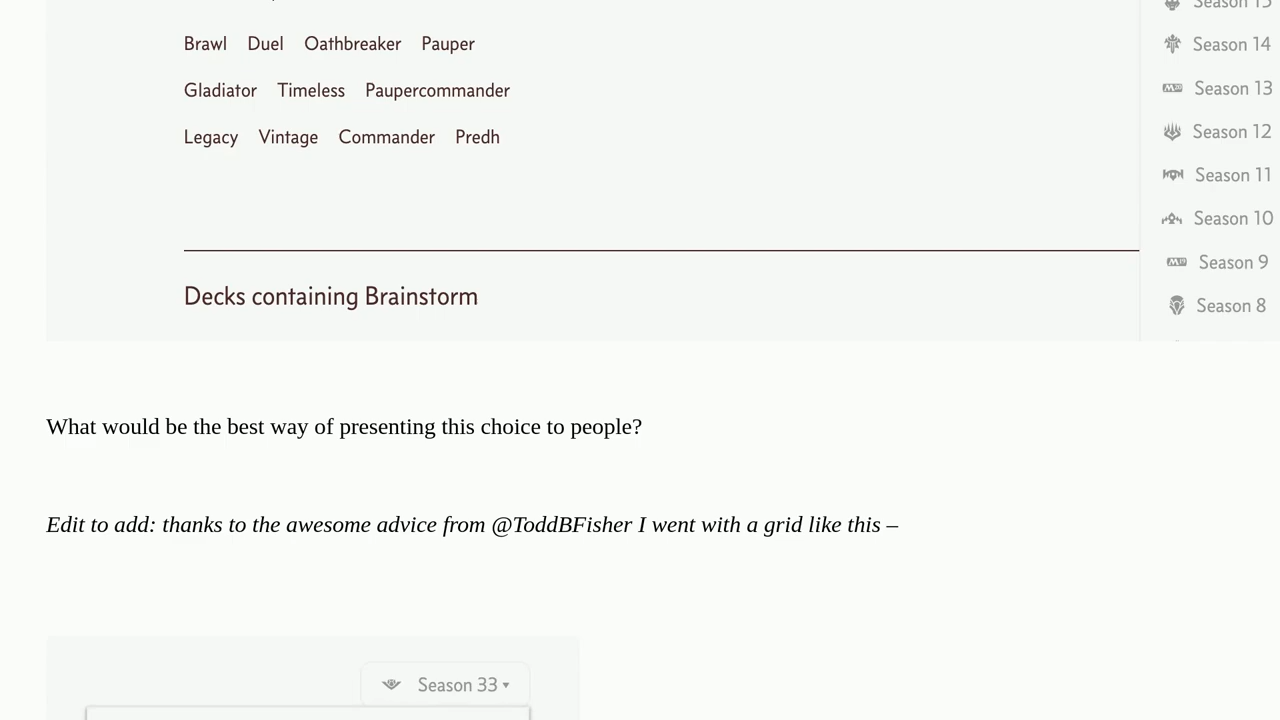 Brawl Duel Oathbreaker Pauper
Gladiator Timeless Paupercommander
Legacy Vintage Commander Predh
Decks containing Brainstorm
Season 15
Season 14
Season 13
Season 12
Season 11
Season 10
Season 9
Season 8
What would be the best way of presenting this choice to people?
Edit to add: thanks to the awesome advice from @ToddBFisher I went with a grid like this –
Season 33 ▾